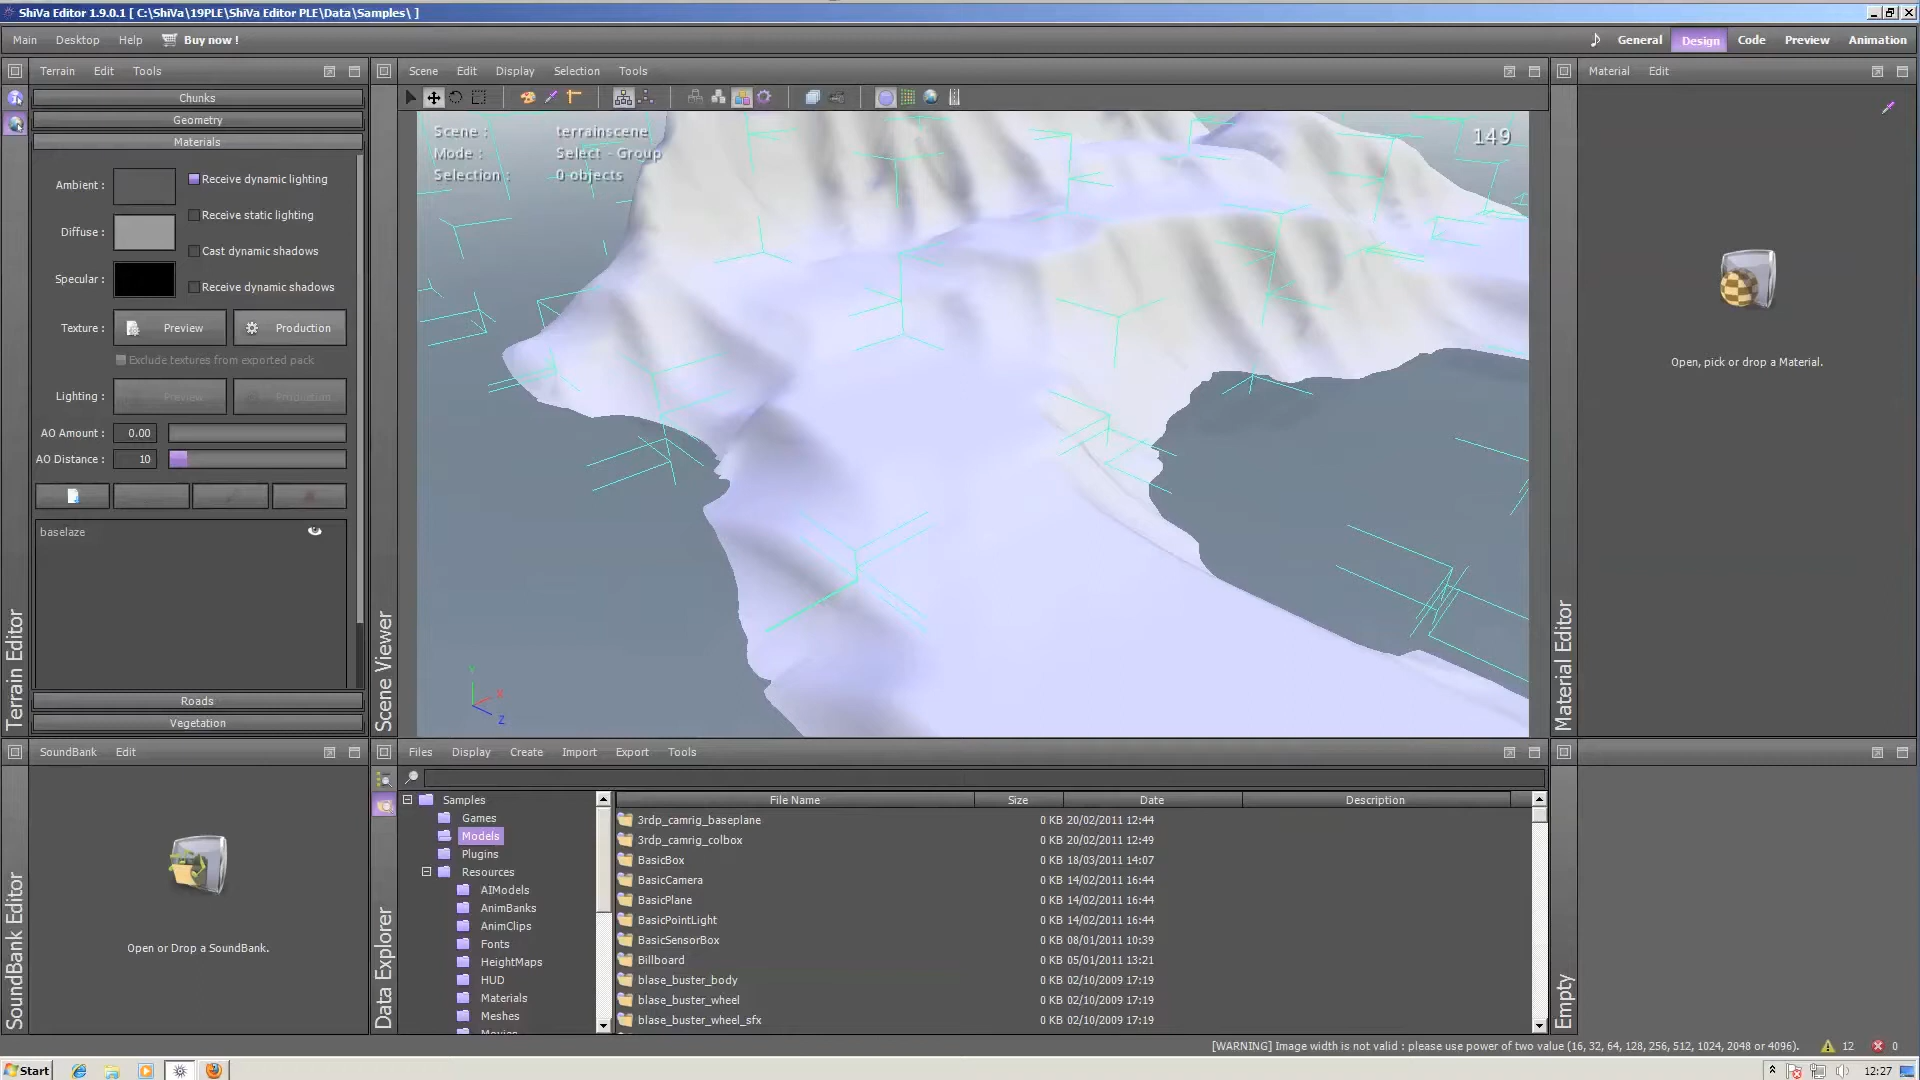 ShiVa Editor 1.9.0.1 [ C:\ShiVa\19PLE\ShiVa Editor PLE\Data\Samples\ ]
Main Desktop Help Buy now !
General Design Code Preview Animation
Terrain Edit Tools
Scene Edit Display Selection Tools
Material Edit
Chunks
Geometry
Materials
Ambient :
Receive dynamic lighting
Receive static lighting
Diffuse :
Cast dynamic shadows
Specular :
Receive dynamic shadows
Texture : Preview Production
Exclude textures from exported pack
Lighting : Preview Production
AO Amount : 0.00
AO Distance : 10
baselaze
Roads
Vegetation
Terrain Editor
Scene : terrainscene
Mode : Select - Group
Selection : 0 objects
149
Y
X
Z
Scene Viewer
Open, pick or drop a Material.
Material Editor
SoundBank Edit
Open or Drop a SoundBank.
SoundBank Editor
Files Display Create Import Export Tools
Samples
Games
Models
Plugins
Resources
AIModels
AnimBanks
AnimClips
Fonts
HeightMaps
HUD
Materials
Meshes
Movies
Data Explorer
File Name Size Date Description
3rdp_camrig_baseplane 0 KB 20/02/2011 12:44
3rdp_camrig_colbox 0 KB 20/02/2011 12:49
BasicBox 0 KB 18/03/2011 14:07
BasicCamera 0 KB 14/02/2011 16:44
BasicPlane 0 KB 14/02/2011 16:44
BasicPointLight 0 KB 14/02/2011 16:44
BasicSensorBox 0 KB 08/01/2011 10:39
Billboard 0 KB 05/01/2011 13:21
blase_buster_body 0 KB 02/10/2009 17:19
blase_buster_wheel 0 KB 02/10/2009 17:19
blase_buster_wheel_sfx 0 KB 02/10/2009 17:19
Empty
[WARNING] Image width is not valid : please use power of two value (16, 32, 64, 128, 256, 512, 1024, 2048 or 4096). 12 0
Start
12:27